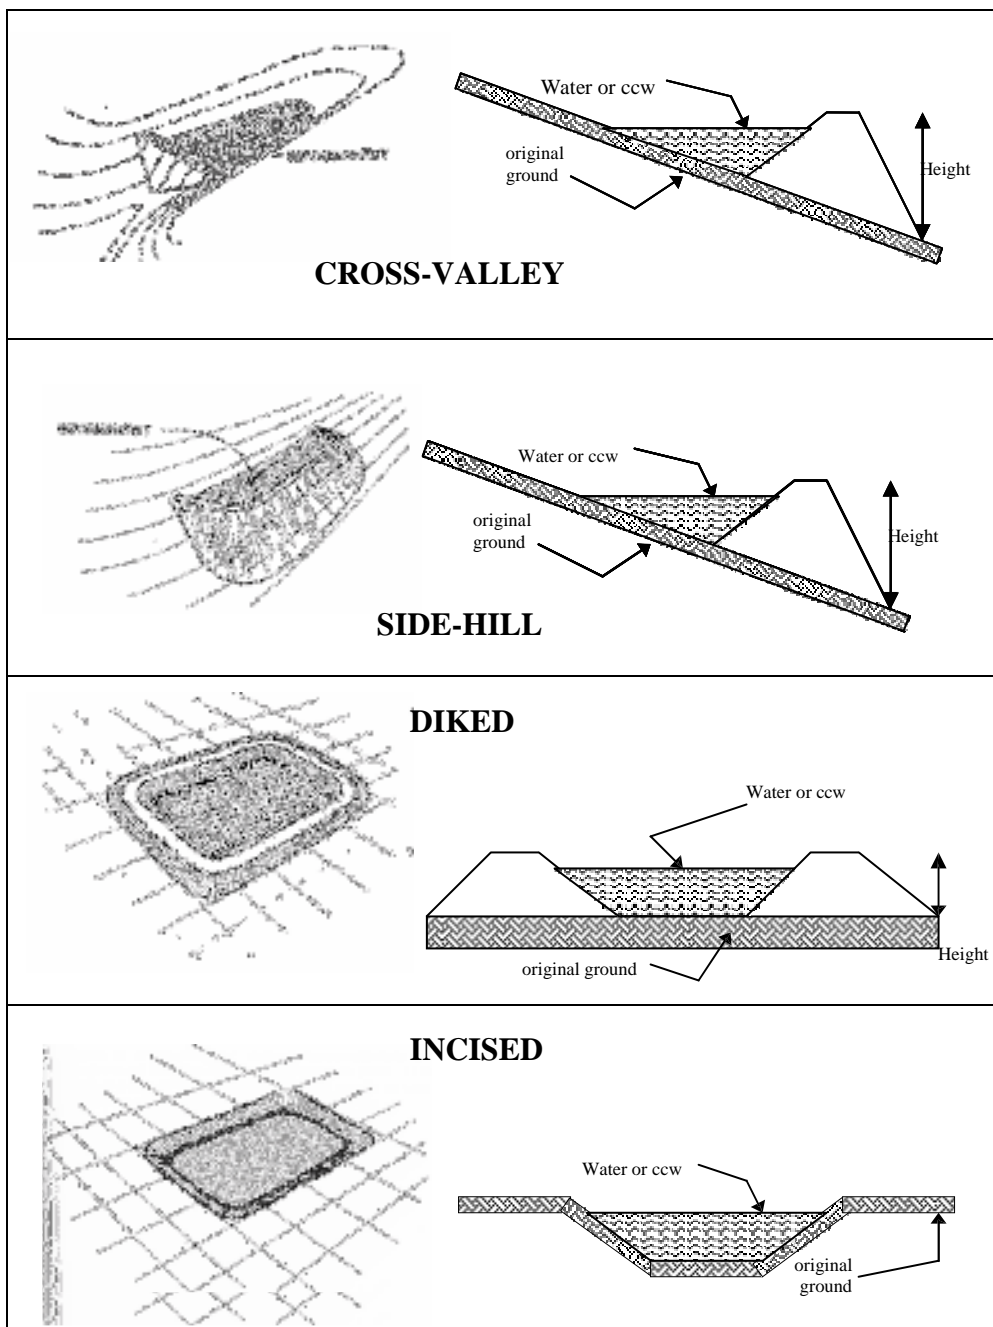 Water or ccw
original
ground
Height
CROSS-VALLEY
Water or ccw
original
ground
Height
SIDE-HILL
DIKED
Water or ccw
original ground
Height
INCISED
Water or ccw
original
ground